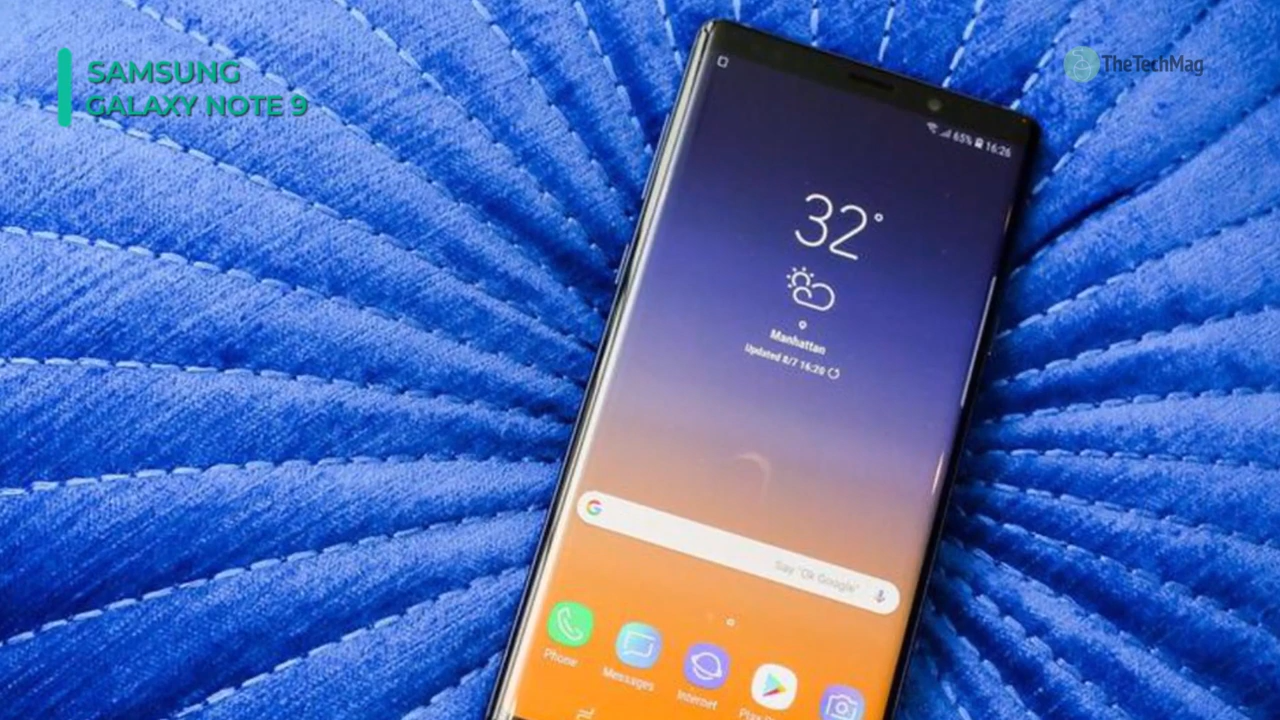 SAMSUNG
GALAXY NOTE 9
TheTechMag
65% 16:26
32°
Manhattan
Updated 8/7 16:20
G
Say "Ok Google"
Phone
Messages
Internet